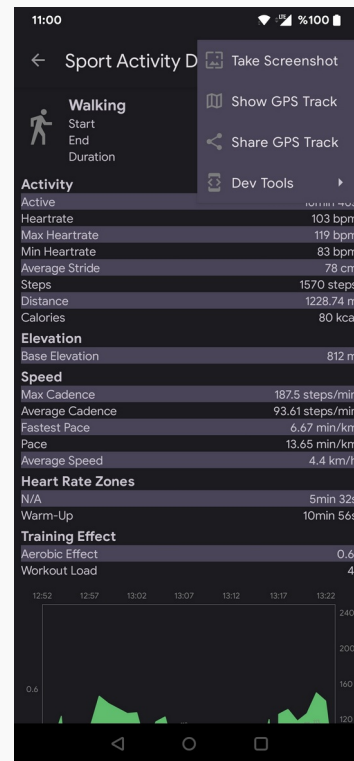 11:00 %100
Sport Activity D
Take Screenshot
Show GPS Track
Share GPS Track
Dev Tools
Walking
Start
End
Duration
Activity
Active
Heartrate 103 bpm
Max Heartrate 119 bpm
Min Heartrate 83 bpm
Average Stride 78 cm
Steps 1570 steps
Distance 1228.74 m
Calories 80 kca
Elevation
Base Elevation 812 m
Speed
Max Cadence 187.5 steps/min
Average Cadence 93.61 steps/min
Fastest Pace 6.67 min/km
Pace 13.65 min/km
Average Speed 4.4 km/h
Heart Rate Zones
N/A 5min 32s
Warm-Up 10min 56s
Training Effect
Aerobic Effect 0.6
Workout Load 4
12:52 12:57 13:02 13:07 13:12 13:17 13:22
240
200
0.6 160
120